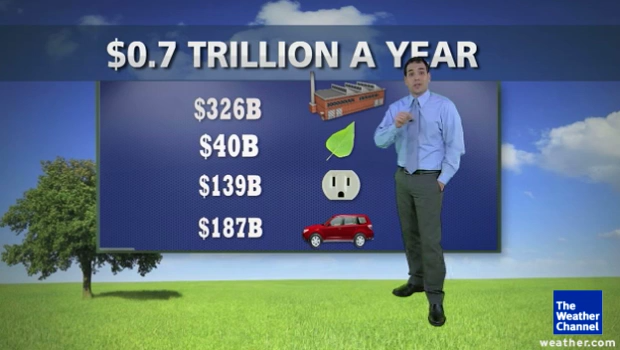 $0.7 TRILLION A YEAR
$326B
$40B
$139B
$187B
The
Weather
Channel
weather.com